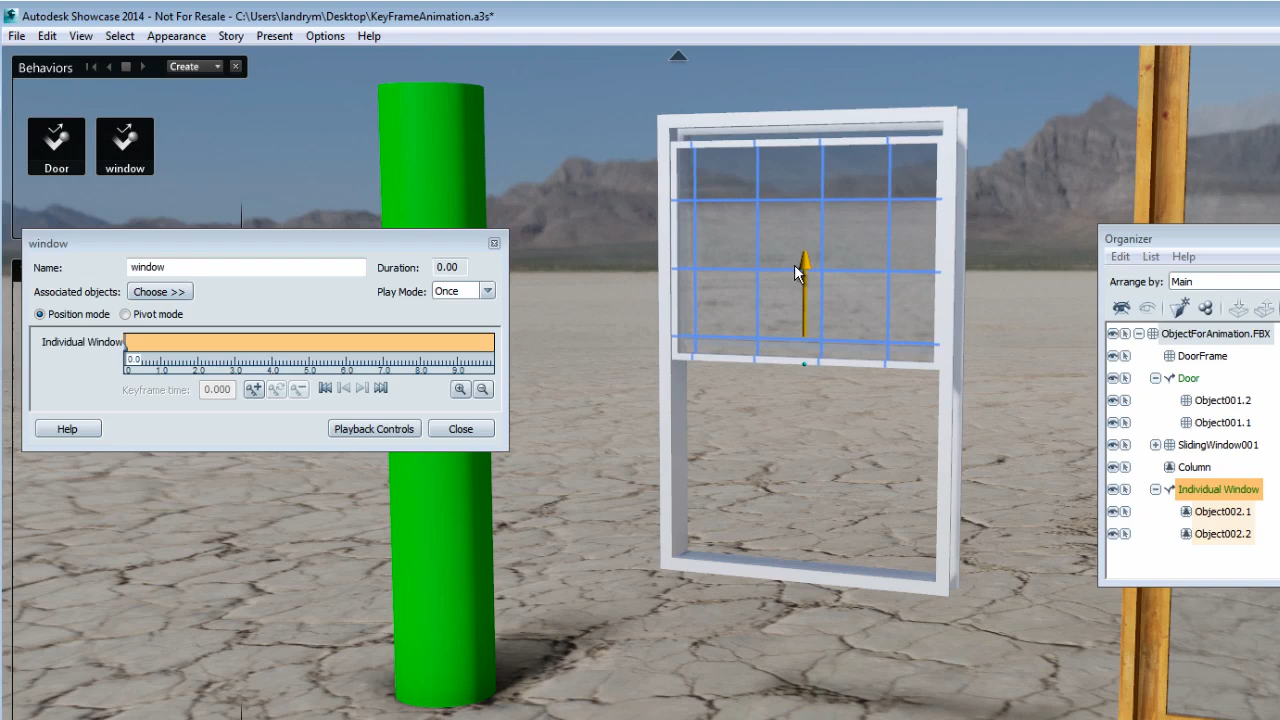 Autodesk Showcase 2014 - Not For Resale - C:\Users\landrym\Desktop\KeyFrameAnimation.a3s*
File Edit View Select Appearance Story Present Options Help
Behaviors Create
Door window
window
Name: window Duration: 0.00
Associated objects: Choose >> Play Mode: Once
Position mode Pivot mode
Individual Window
0.0
0 1.0 2.0 3.0 4.0 5.0 6.0 7.0 8.0 9.0
Keyframe time: 0.000
Help Playback Controls Close
Organizer
Edit List Help
Arrange by: Main
ObjectForAnimation.FBX
DoorFrame
Door
Object001.2
Object001.1
SlidingWindow001
Column
Individual Window
Object002.1
Object002.2